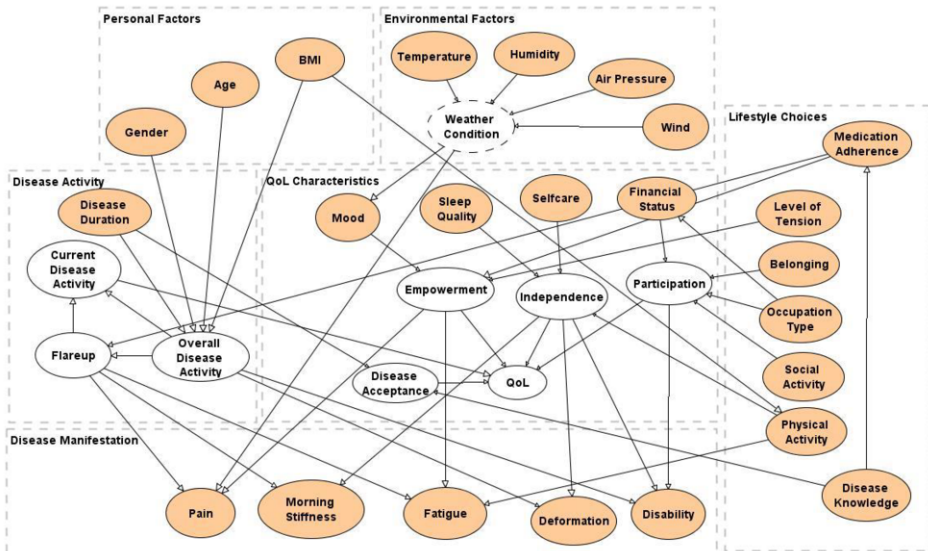 Personal Factors
Environmental Factors
BMI
Age
Gender
Temperature
Humidity
Air Pressure
Weather
Condition
Wind
Lifestyle Choices
Medication
Adherence
Level of
Tension
Belonging
Occupation
Type
Social
Activity
Physical
Activity
Disease
Knowledge
Disease Activity
Disease
Duration
Current
Disease
Activity
Flareup
Overall
Disease
Activity
QoL Characteristics
Mood
Sleep
Quality
Selfcare
Financial
Status
Empowerment
Independence
Participation
Disease
Acceptance
QoL
Disease Manifestation
Pain
Morning
Stiffness
Fatigue
Deformation
Disability